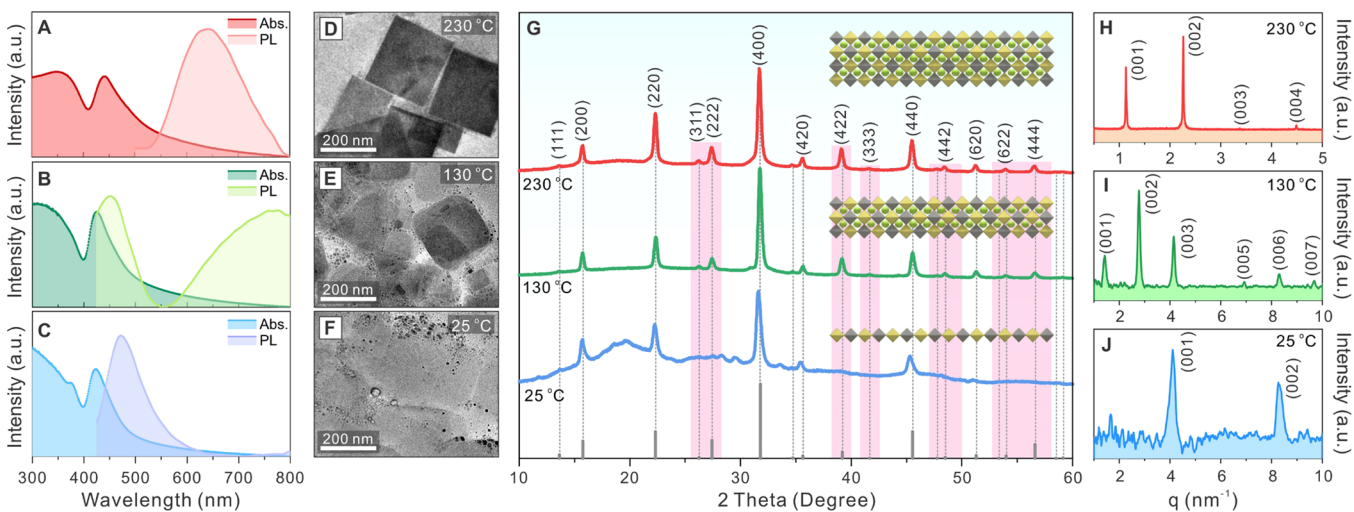 A
Abs.
PL
Intensity (a.u.)
B
Abs.
PL
Intensity (a.u.)
C
Abs.
PL
Intensity (a.u.)
300 400 500 600 700 800
Wavelength (nm)
D
230 °C
200 nm
E
130 °C
200 nm
F
25 °C
200 nm
G
(111)
(200)
(220)
(311)
(222)
(400)
(420)
(422)
(333)
(440)
(442)
(620)
(622)
(444)
230 °C
130 °C
25 °C
10 20 30 40 50 60
2 Theta (Degree)
H
230 °C
(001)
(002)
(003)
(004)
1 2 3 4 5
Intensity (a.u.)
I
130 °C
(001)
(002)
(003)
(005)
(006)
(007)
2 4 6 8 10
Intensity (a.u.)
J
25 °C
(001)
(002)
2 4 6 8 10
Intensity (a.u.)
q (nm⁻¹)